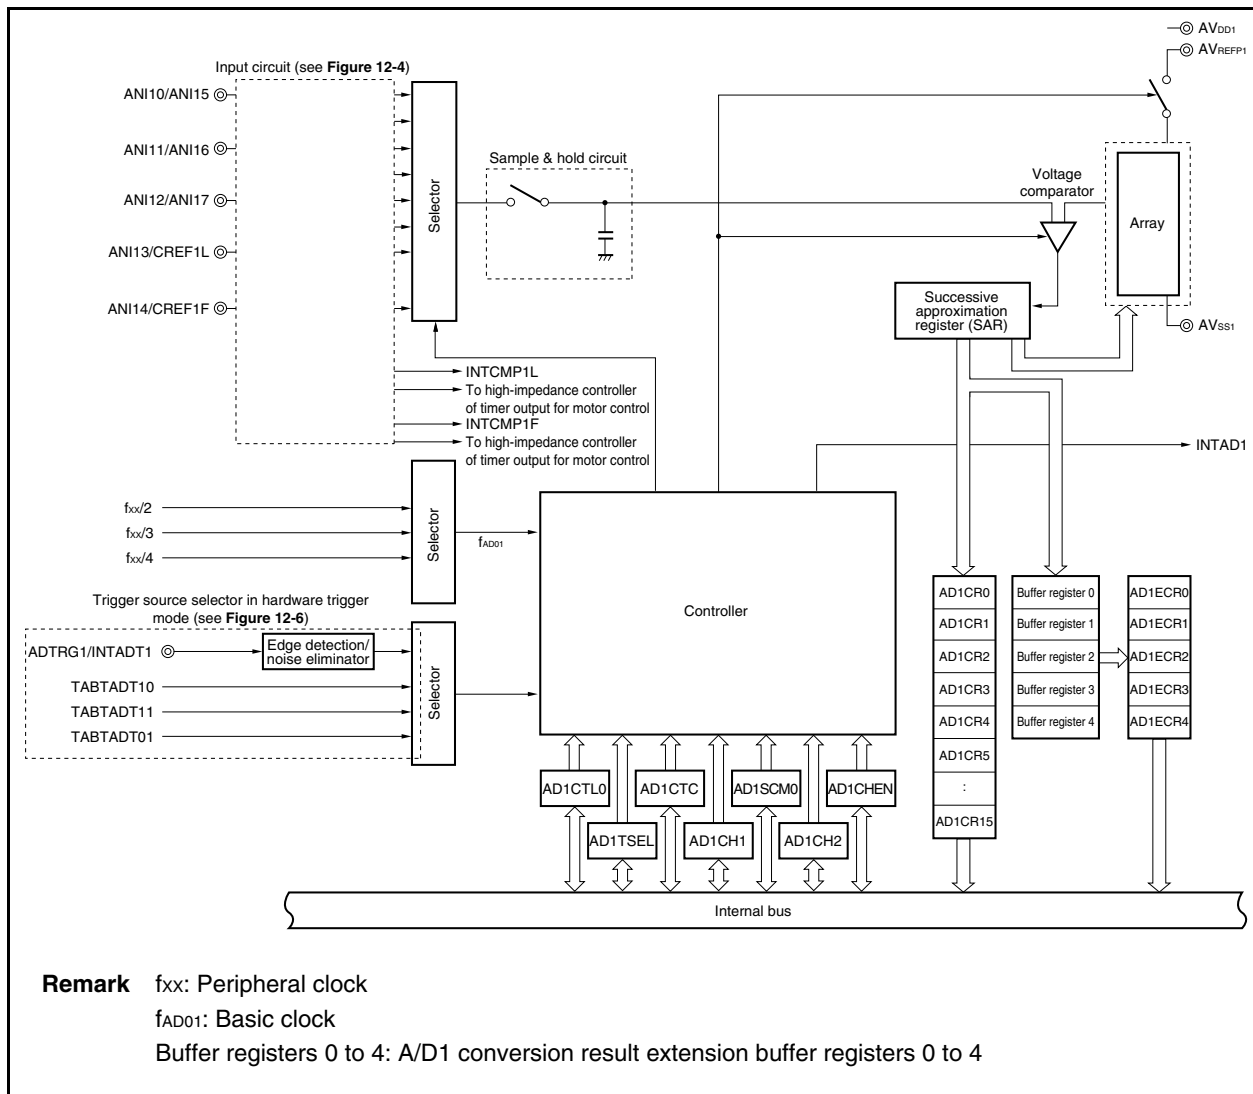 AVDD1
AVREFP1
Input circuit (see Figure 12-4)
ANI10/ANI15
ANI11/ANI16
ANI12/ANI17
ANI13/CREF1L
ANI14/CREF1F
Selector
Sample & hold circuit
Voltage
comparator
Array
Successive
approximation
register (SAR)
AVSS1
INTCMP1L
To high-impedance controller
of timer output for motor control
INTCMP1F
To high-impedance controller
of timer output for motor control
INTAD1
fxx/2
fxx/3
fxx/4
Selector
fAD01
Controller
Trigger source selector in hardware trigger
mode (see Figure 12-6)
ADTRG1/INTADT1
Edge detection/
noise eliminator
TABTADT10
TABTADT11
TABTADT01
Selector
AD1CR0
AD1CR1
AD1CR2
AD1CR3
AD1CR4
AD1CR5
:
AD1CR15
Buffer register 0
Buffer register 1
Buffer register 2
Buffer register 3
Buffer register 4
AD1ECR0
AD1ECR1
AD1ECR2
AD1ECR3
AD1ECR4
AD1CTL0
AD1CTC
AD1SCM0
AD1CHEN
AD1TSEL
AD1CH1
AD1CH2
Internal bus
Remark fxx: Peripheral clock
fAD01: Basic clock
Buffer registers 0 to 4: A/D1 conversion result extension buffer registers 0 to 4